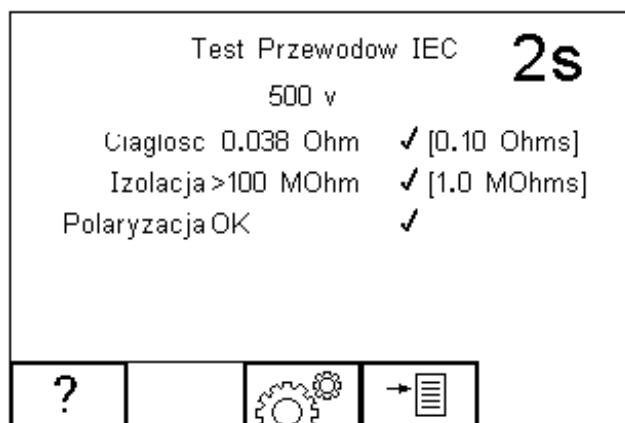 Test Przewodow IEC 2s
500 v
Ciaglosc 0.038 Ohm ✓ [0.10 Ohms]
Izolacja >100 MOhm ✓ [1.0 MOhms]
Polaryzacja OK ✓
?